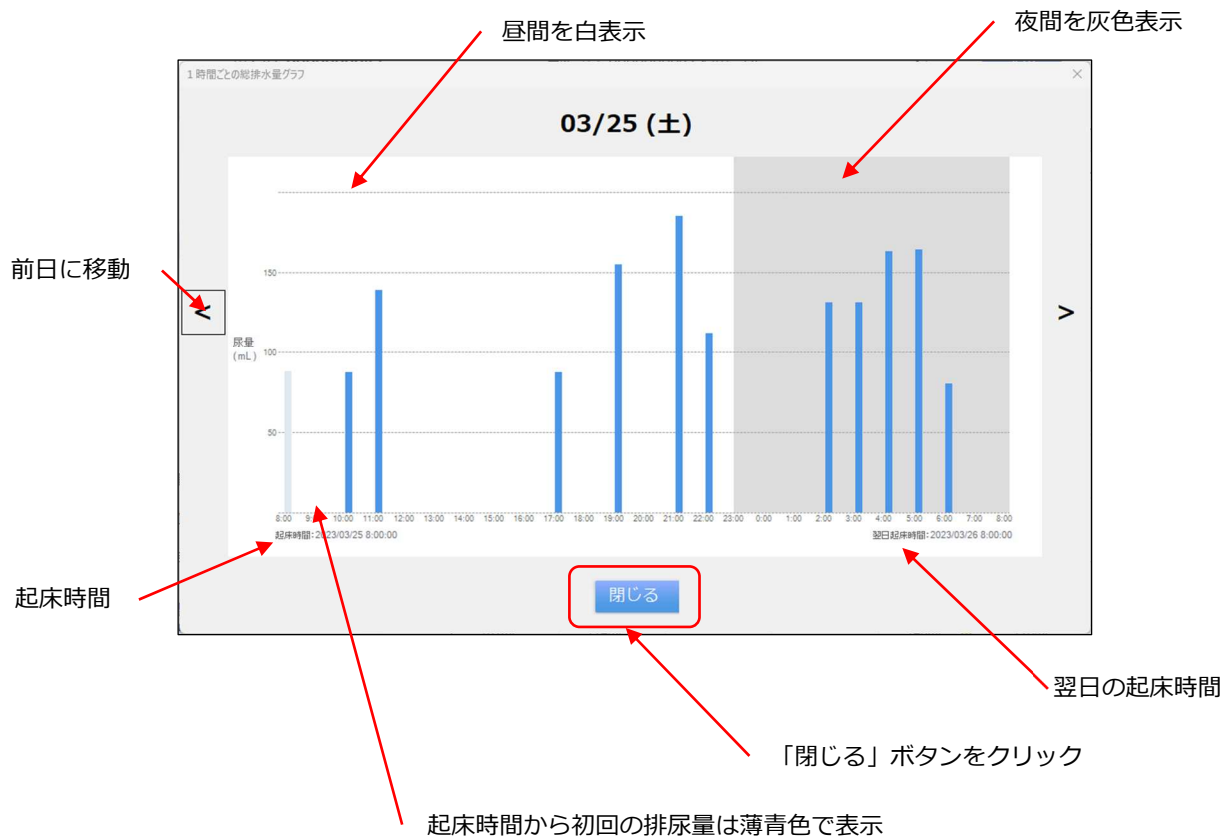 昼間を白表示
夜間を灰色表示
1時間ごとの総排水量グラフ
×
03/25 (土)
前日に移動
<
>
150
尿量
(mL)
100
50
8:00 9:00 10:00 11:00 12:00 13:00 14:00 15:00 16:00 17:00 18:00 19:00 20:00 21:00 22:00 23:00 0:00 1:00 2:00 3:00 4:00 5:00 6:00 7:00 8:00
起床時間:2023/03/25 8:00:00
翌日起床時間:2023/03/26 8:00:00
起床時間
閉じる
翌日の起床時間
「閉じる」ボタンをクリック
起床時間から初回の排尿量は薄青色で表示